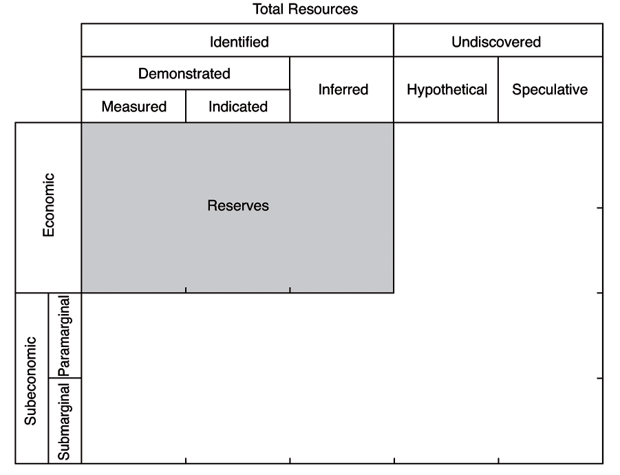 Total Resources
Identified
Undiscovered
Demonstrated
Inferred
Hypothetical
Speculative
Measured
Indicated
Economic
Reserves
Subeconomic
Paramarginal
Submarginal